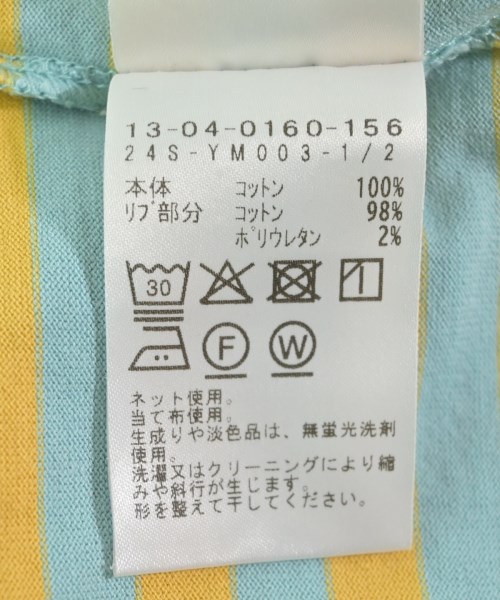 13-04-0160-156
24S-YM003-1/2
本体 コットン 100%
リブ部分 コットン 98%
ポリウレタン 2%
30
F W
ネット使用。
当て布使用。
生成りや淡色品は、無蛍光洗剤
使用。
洗濯又はクリーニングにより縮
みや斜行が生じます。
形を整えて干してください。